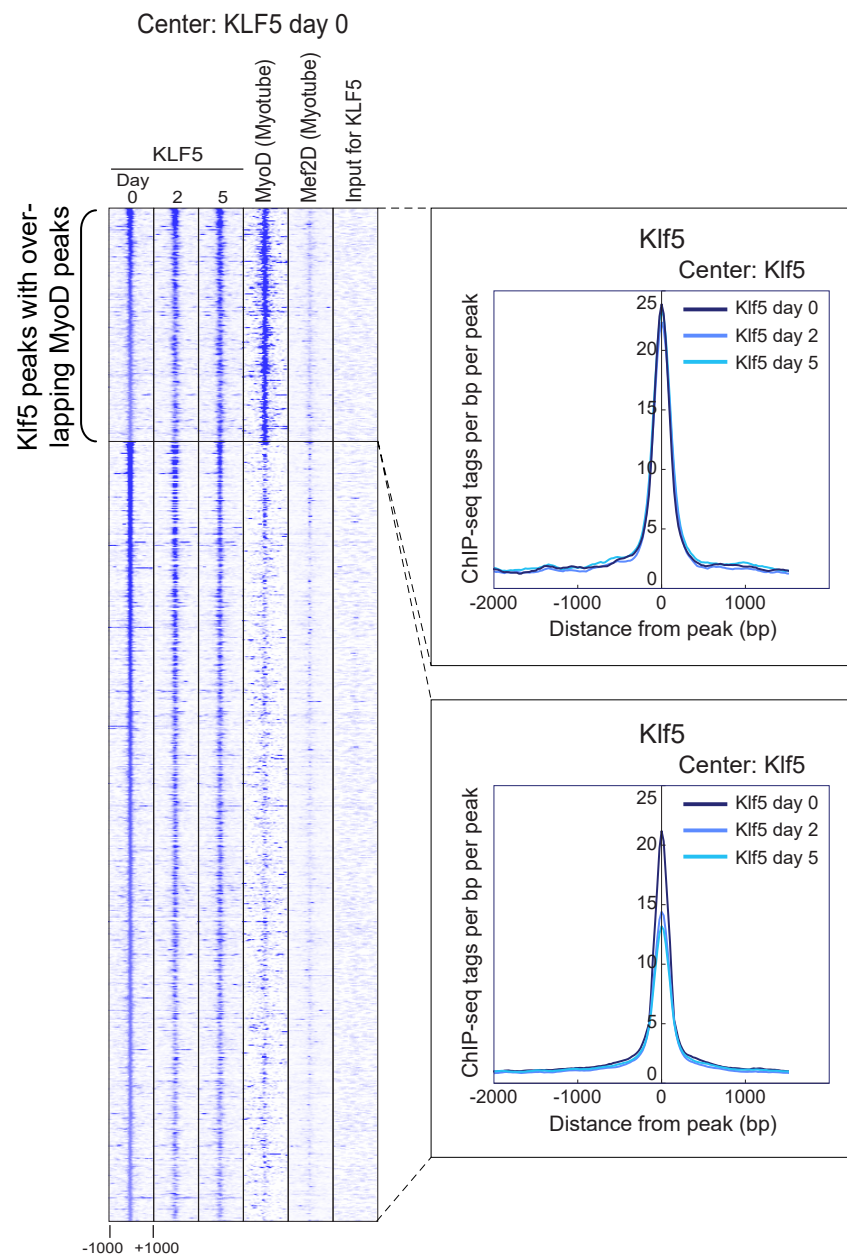 Center: KLF5 day 0
KLF5
Day
0
2
5
MyoD (Myotube)
Mef2D (Myotube)
Input for KLF5
Klf5 peaks with over-
lapping MyoD peaks
-1000 +1000
Klf5
Center: Klf5
ChIP-seq tags per bp per peak
25
20
15
10
5
0
Klf5 day 0
Klf5 day 2
Klf5 day 5
-2000 -1000 0 1000
Distance from peak (bp)
Klf5
Center: Klf5
ChIP-seq tags per bp per peak
25
20
15
10
5
0
Klf5 day 0
Klf5 day 2
Klf5 day 5
-2000 -1000 0 1000
Distance from peak (bp)